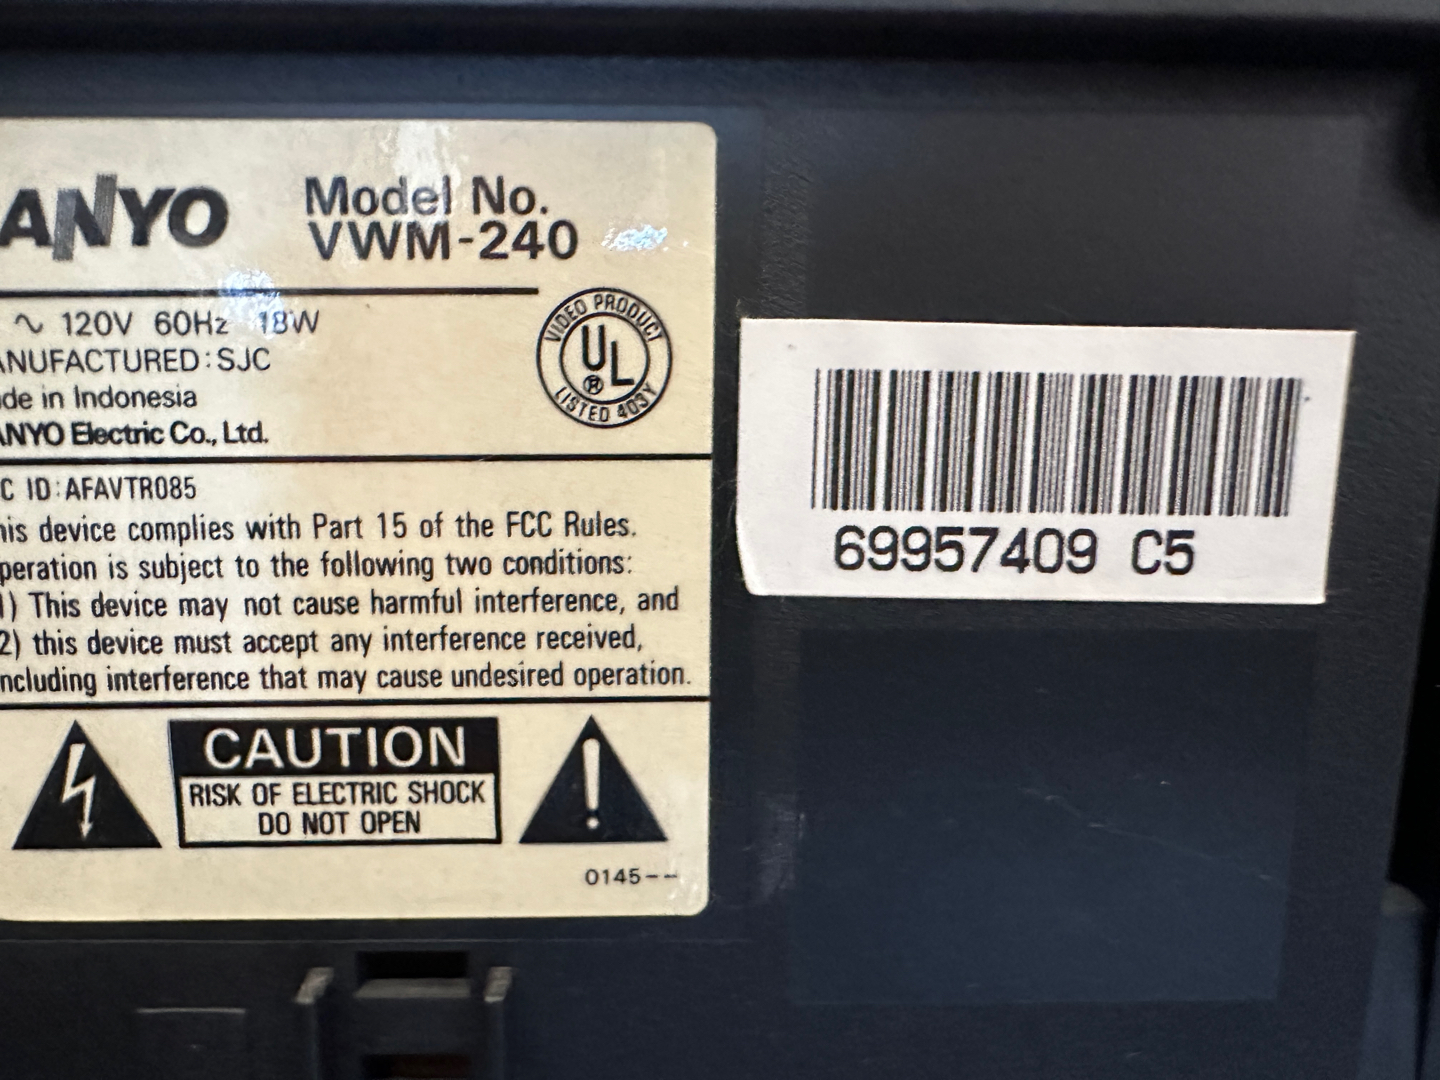 ANYO
Model No.
VWM-240
∼ 120V 60Hz 18W
ANUFACTURED: SJC
de in Indonesia
ANYO Electric Co., Ltd.
VIDEO PRODUCT
UL
®
LISTED 403Y
C ID: AFAVTR085
his device complies with Part 15 of the FCC Rules.
peration is subject to the following two conditions:
1) This device may not cause harmful interference, and
2) this device must accept any interference received,
ncluding interference that may cause undesired operation.
CAUTION
RISK OF ELECTRIC SHOCK
DO NOT OPEN
0145--
69957409 C5